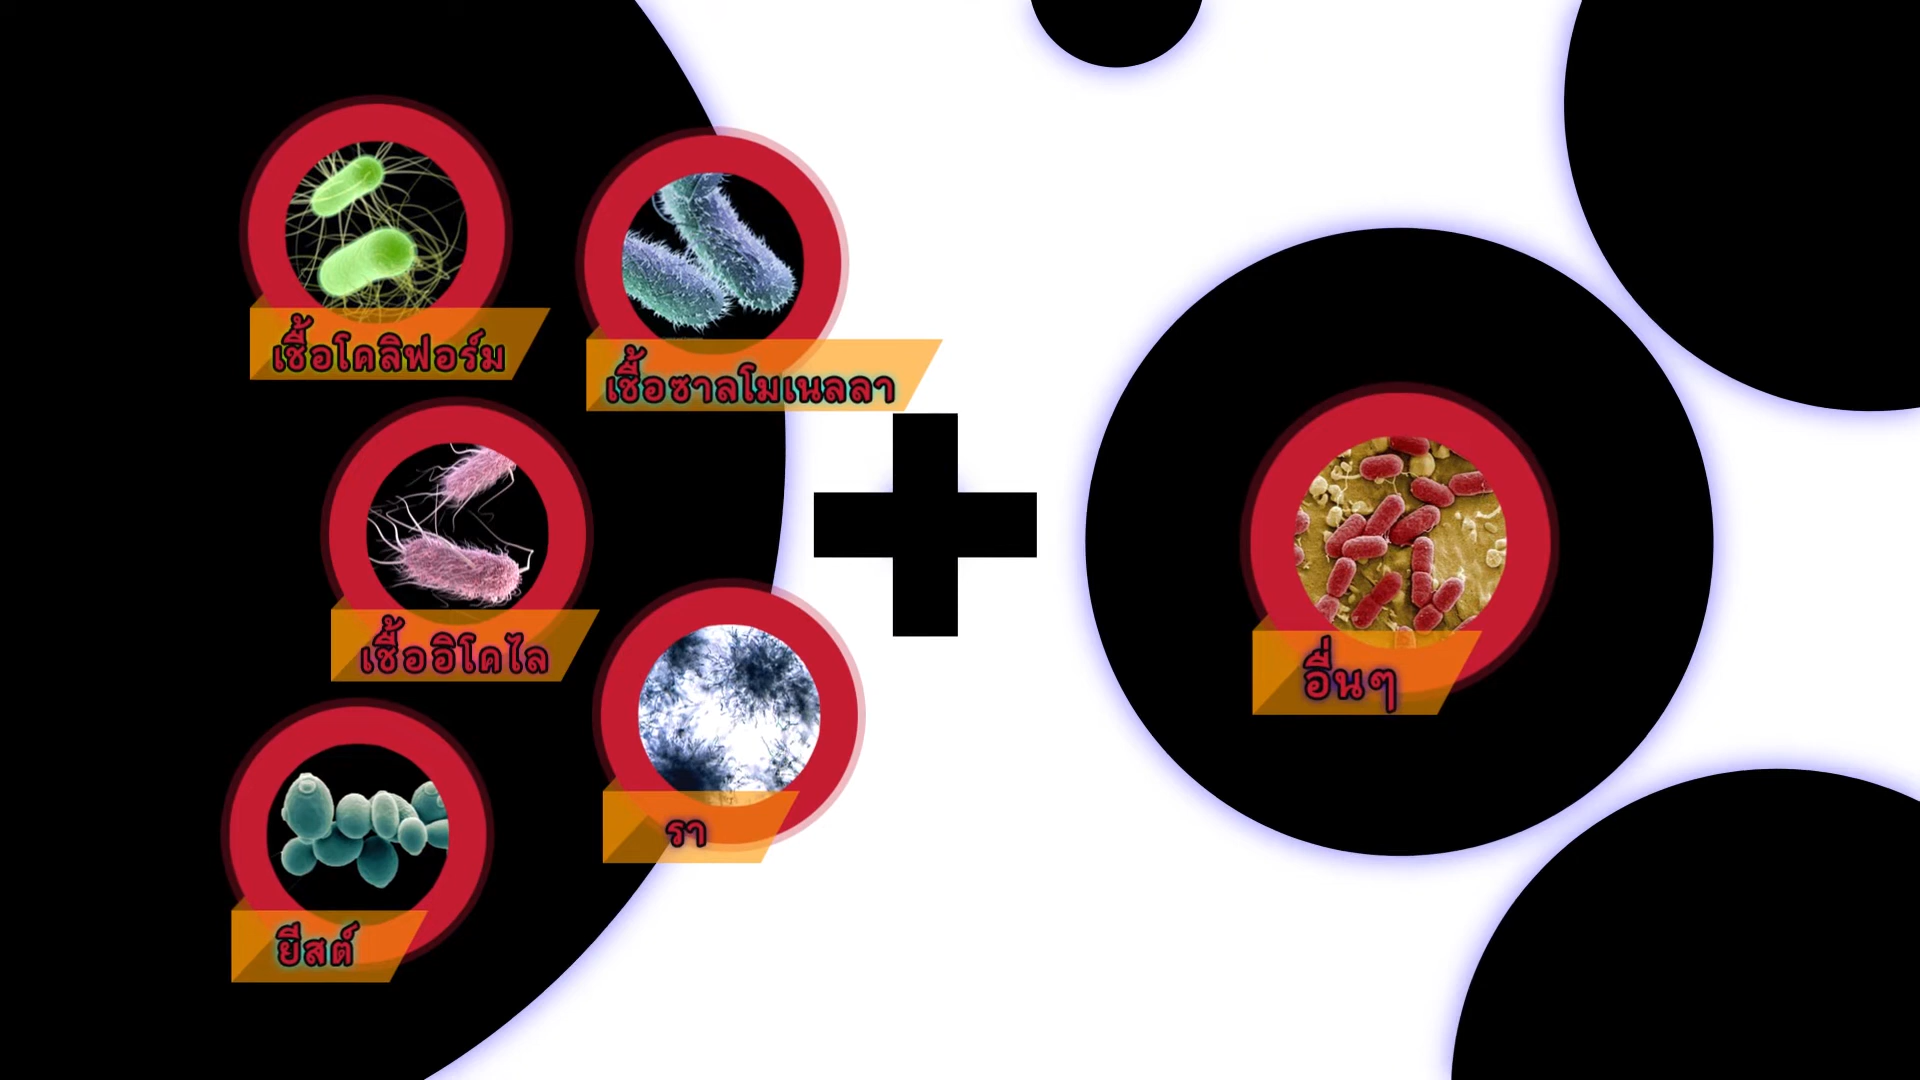 เชื้อโคลิฟอร์ม
เชื้อซาลโมเนลลา
เชื้ออิโคไล
รา
ยีสต์
อื่นๆ